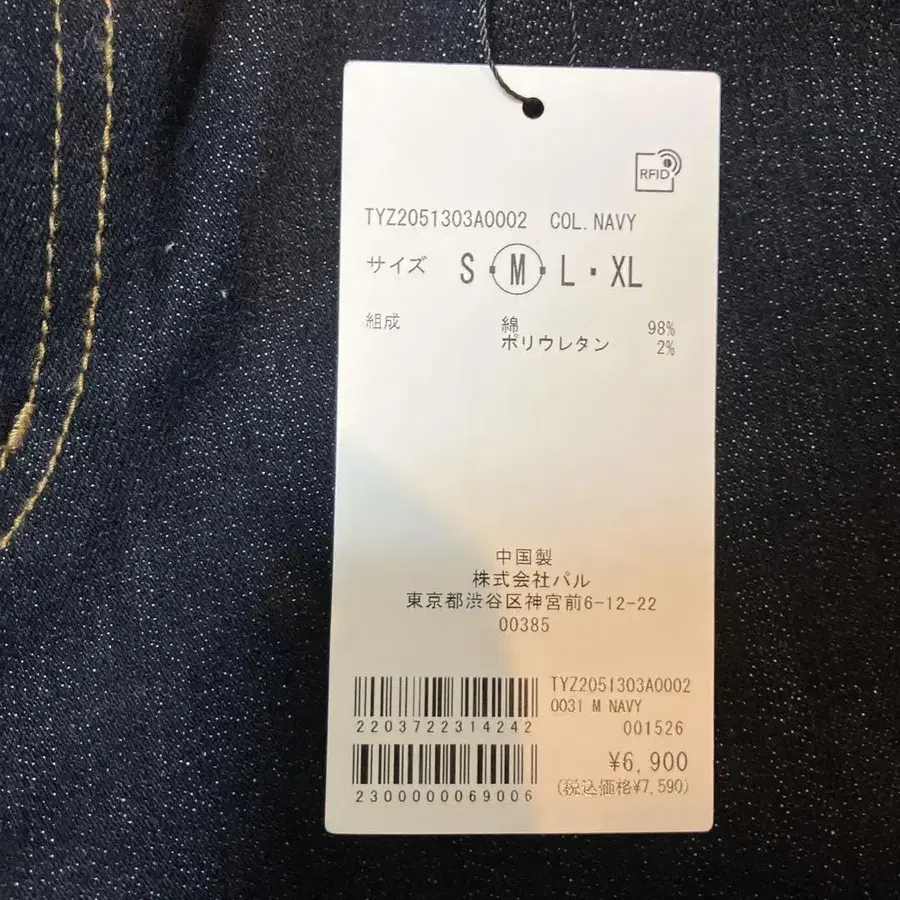 RFID
TYZ2051303A0002 COL.NAVY
サイズ S・M・L・XL
組成 綿 98%
ポリウレタン 2%
中国製
株式会社パル
東京都渋谷区神宮前6-12-22
00385
TYZ2051303A0002
0031 M NAVY
2203722314242 001526
¥6,900
(税込価格¥7,590)
2300000069006